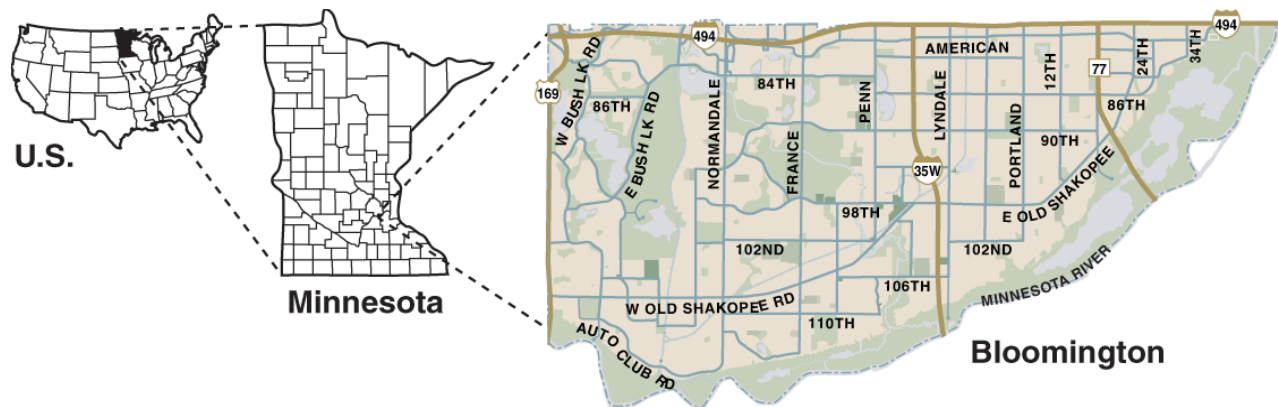 U.S.
Minnesota
Bloomington
494
494
169
77
35W
W BUSH LK RD
E BUSH LK RD
86TH
NORMANDALE
84TH
FRANCE
PENN
AMERICAN
LYNDALE
12TH
24TH
34TH
86TH
PORTLAND
90TH
E OLD SHAKOPEE
98TH
102ND
102ND
106TH
W OLD SHAKOPEE RD
110TH
AUTO CLUB RD
MINNESOTA RIVER